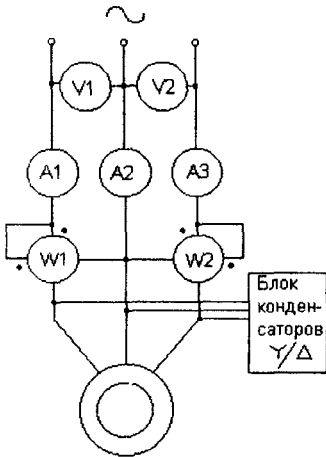 V1
V2
A1
A2
A3
W1
W2
Блок
конден-
саторов
Y/Δ